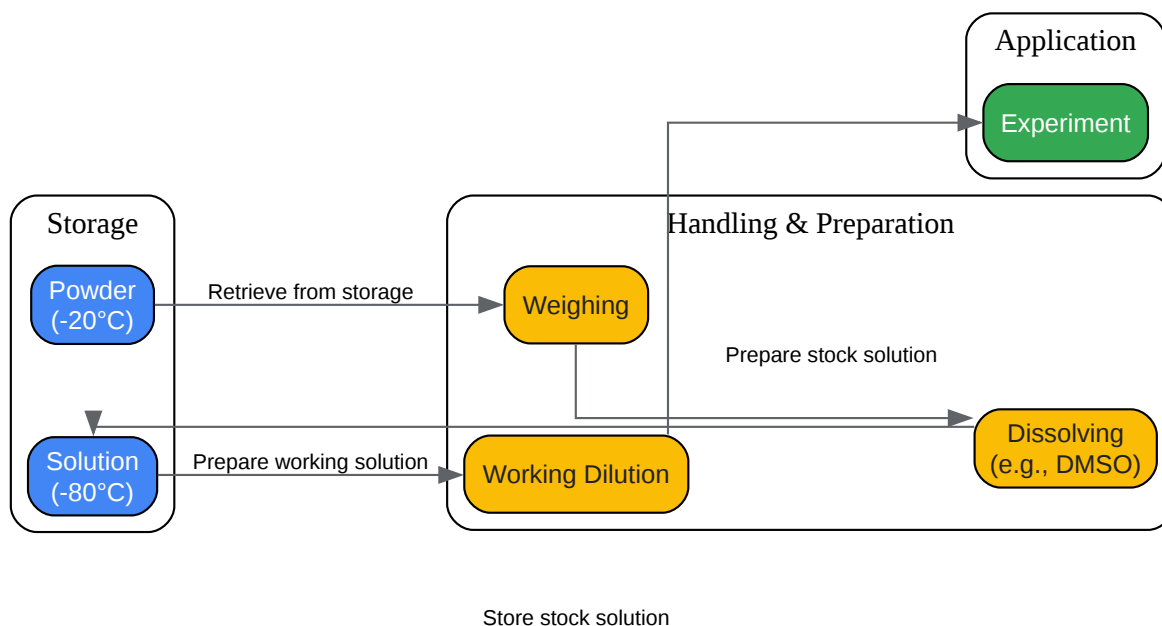 Application
Experiment
Storage
Handling & Preparation
Powder
(-20°C)
Retrieve from storage
Weighing
Prepare stock solution
Solution
(-80°C)
Prepare working solution
Working Dilution
Dissolving
(e.g., DMSO)
Store stock solution